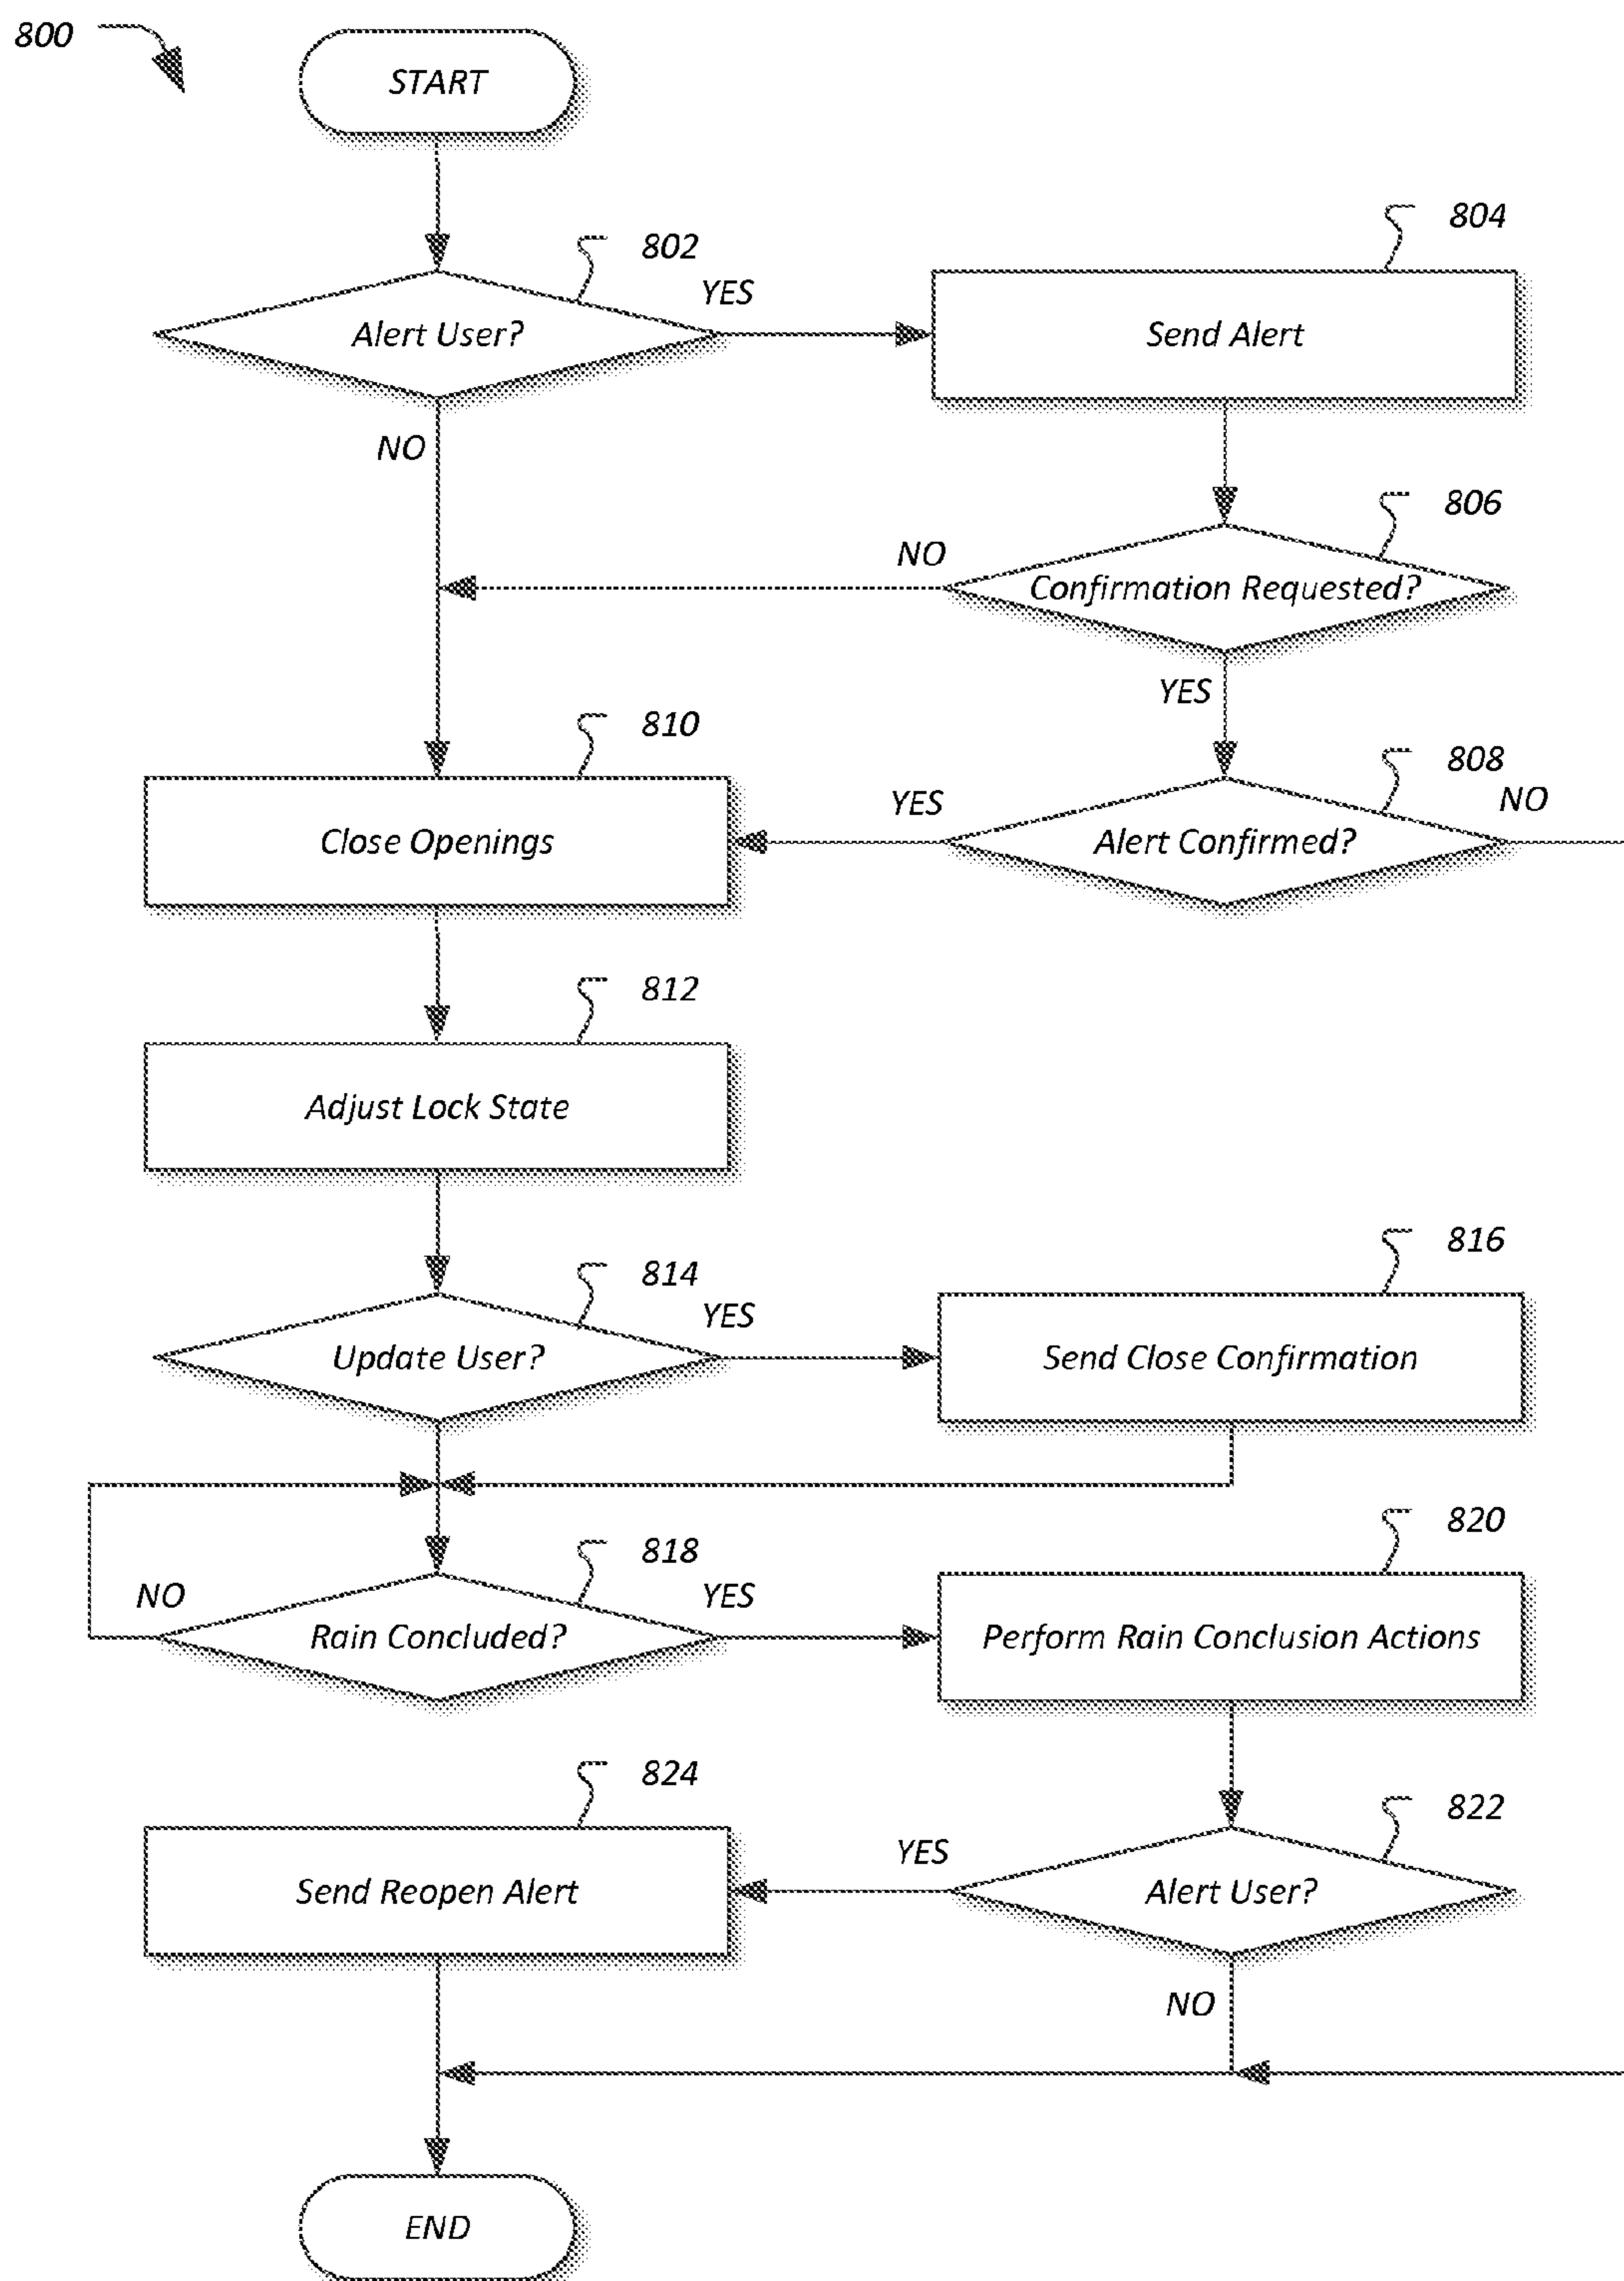 800
START
802
YES
804
Alert User?
Send Alert
NO
806
NO
Confirmation Requested?
YES
810
808
YES
NO
Close Openings
Alert Confirmed?
812
Adjust Lock State
816
814
YES
Update User?
Send Close Confirmation
820
818
NO
YES
Rain Concluded?
Perform Rain Conclusion Actions
824
822
YES
Send Reopen Alert
Alert User?
NO
END